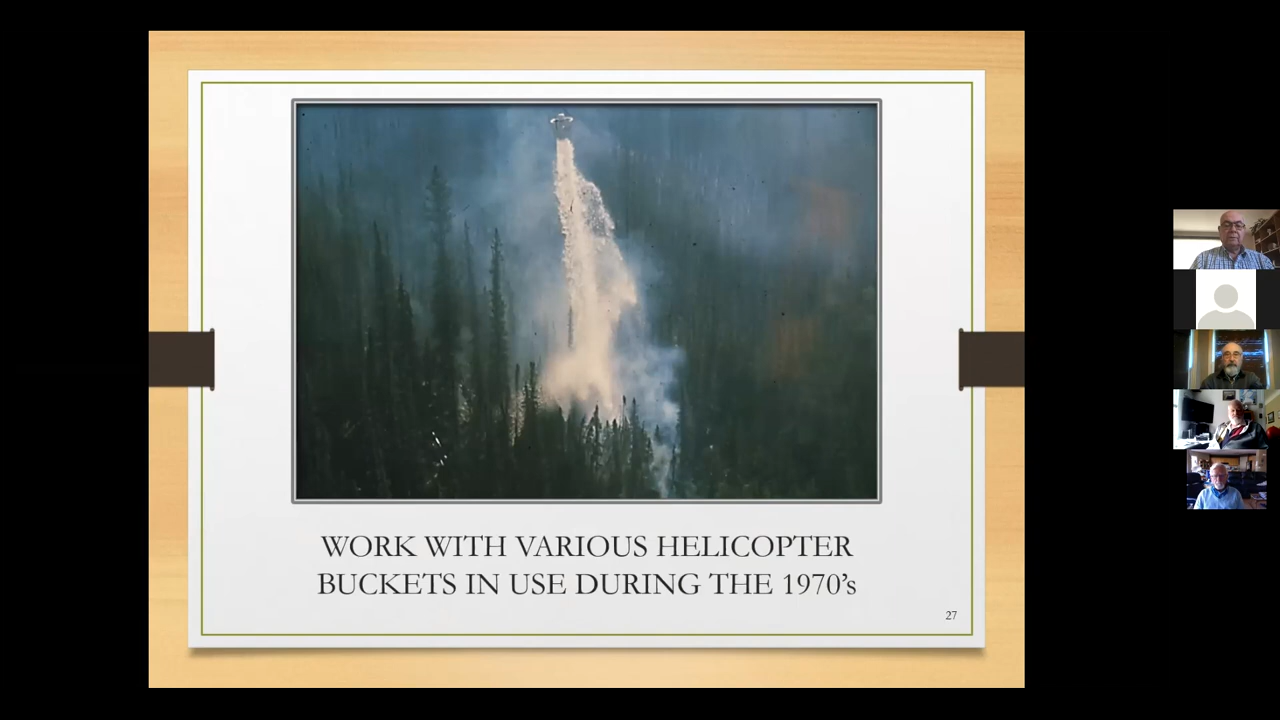 WORK WITH VARIOUS HELICOPTER
BUCKETS IN USE DURING THE 1970’s
27